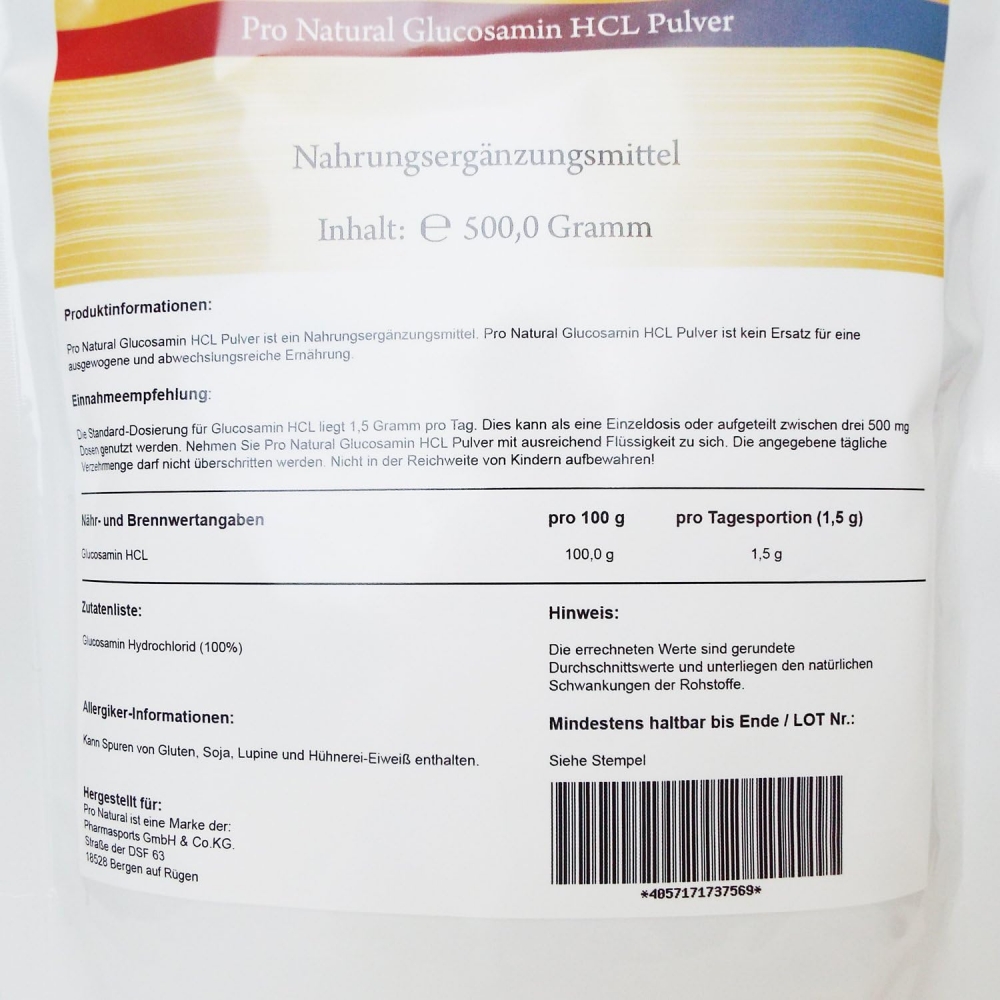 Pro Natural Glucosamin HCL Pulver
Nahrungsergänzungsmittel
Inhalt: ℮ 500,0 Gramm
Produktinformationen:
Pro Natural Glucosamin HCL Pulver ist ein Nahrungsergänzungsmittel. Pro Natural Glucosamin HCL Pulver ist kein Ersatz für eine
ausgewogene und abwechslungsreiche Ernährung.
Einnahmeempfehlung:
Die Standard-Dosierung für Glucosamin HCL liegt 1,5 Gramm pro Tag. Dies kann als eine Einzeldosis oder aufgeteilt zwischen drei 500 mg
Dosen genutzt werden. Nehmen Sie Pro Natural Glucosamin HCL Pulver mit ausreichend Flüssigkeit zu sich. Die angegebene tägliche
Verzehrmenge darf nicht überschritten werden. Nicht in der Reichweite von Kindern aufbewahren!
Nähr- und Brennwertangaben pro 100 g pro Tagesportion (1,5 g)
Glucosamin HCL 100,0 g 1,5 g
Zutatenliste:
Glucosamin Hydrochlorid (100%)
Allergiker-Informationen:
Kann Spuren von Gluten, Soja, Lupine und Hühnerei-Eiweiß enthalten.
Hergestellt für:
Pro Natural ist eine Marke der:
Pharmasports GmbH & Co.KG.
Straße der DSF 63
18528 Bergen auf Rügen
Hinweis:
Die errechneten Werte sind gerundete
Durchschnittswerte und unterliegen den natürlichen
Schwankungen der Rohstoffe.
Mindestens haltbar bis Ende / LOT Nr.:
Siehe Stempel
*4057171737569*